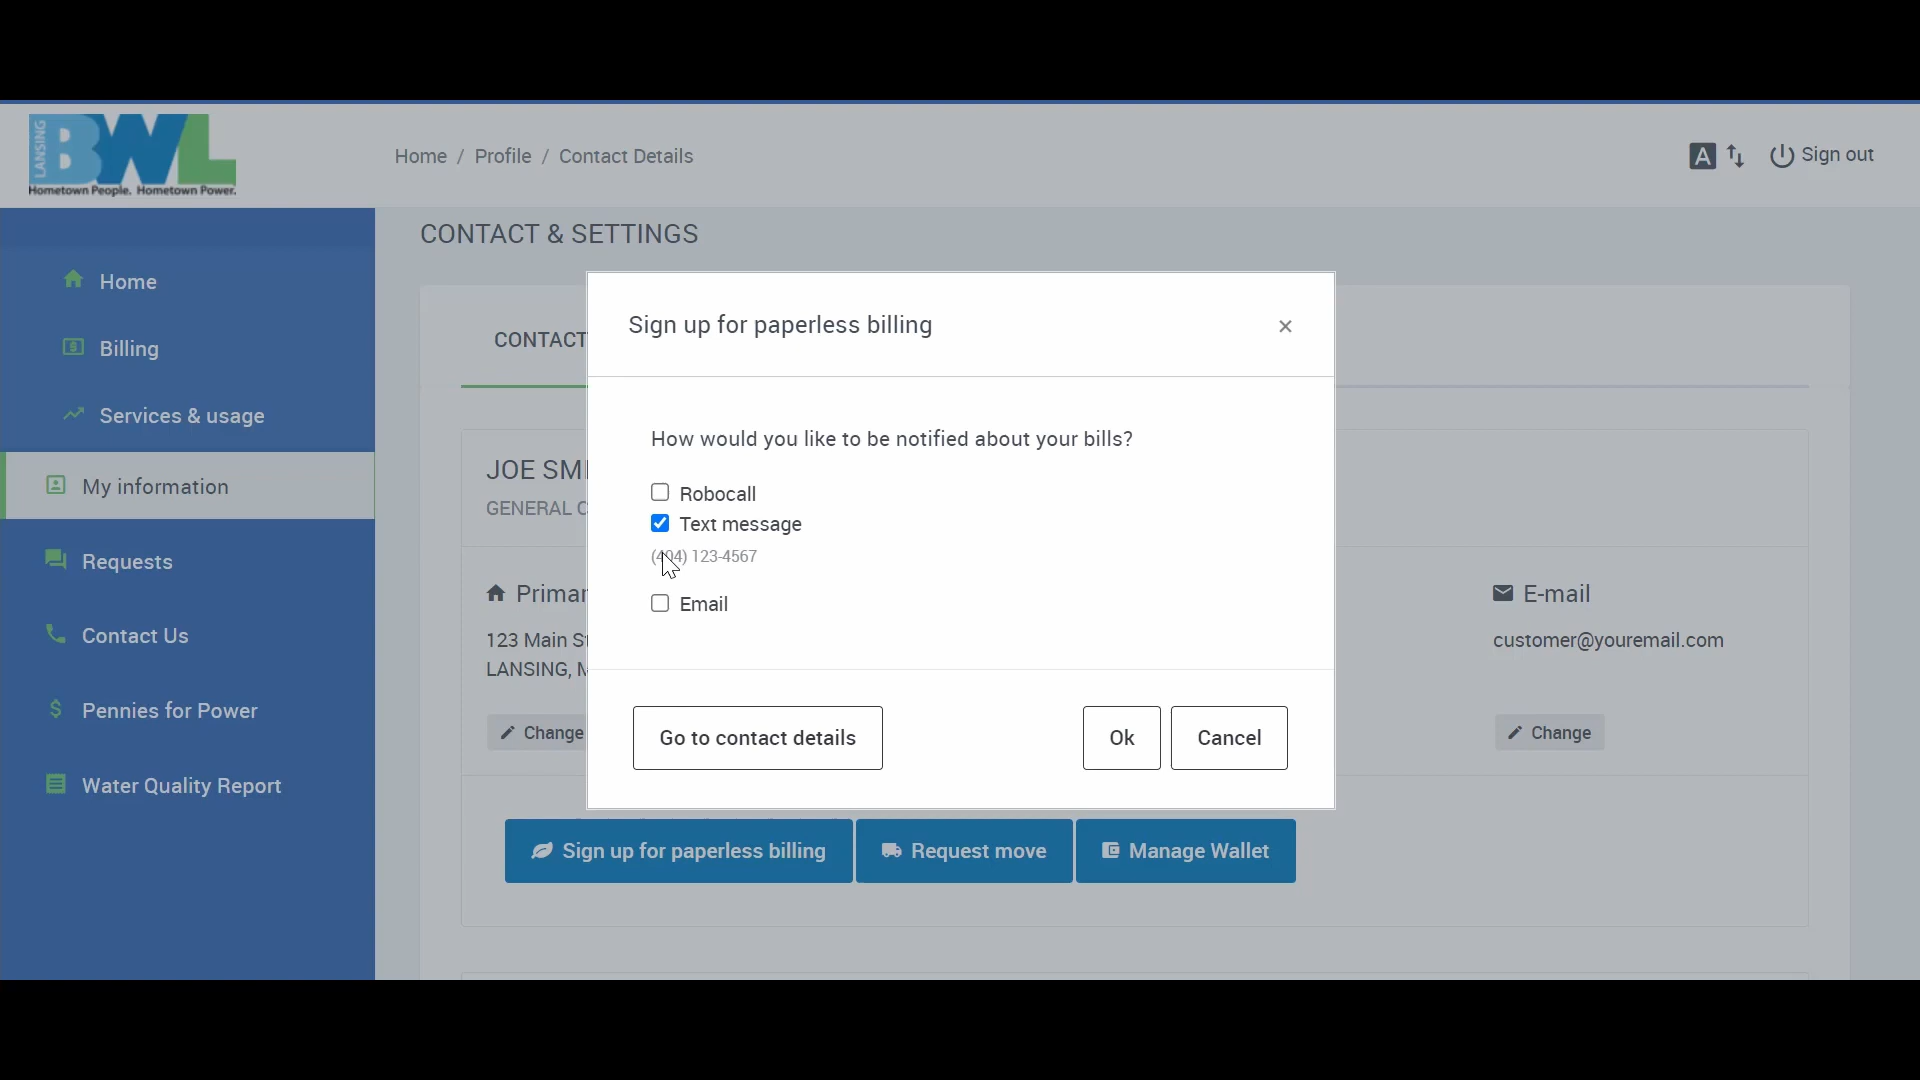 LANSING
BWL
Hometown People. Hometown Power.
Home / Profile / Contact Details
A
Sign out
CONTACT & SETTINGS
Home
Billing
Services & usage
My information
Requests
Contact Us
Pennies for Power
Water Quality Report
CONTACT
JOE SMI
GENERAL
Primar
123 Main St
LANSING,
Change
Sign up for paperless billing
×
How would you like to be notified about your bills?
Robocall
Text message
(404) 123-4567
Email
Go to contact details
Ok
Cancel
E-mail
customer@youremail.com
Change
Sign up for paperless billing
Request move
Manage Wallet